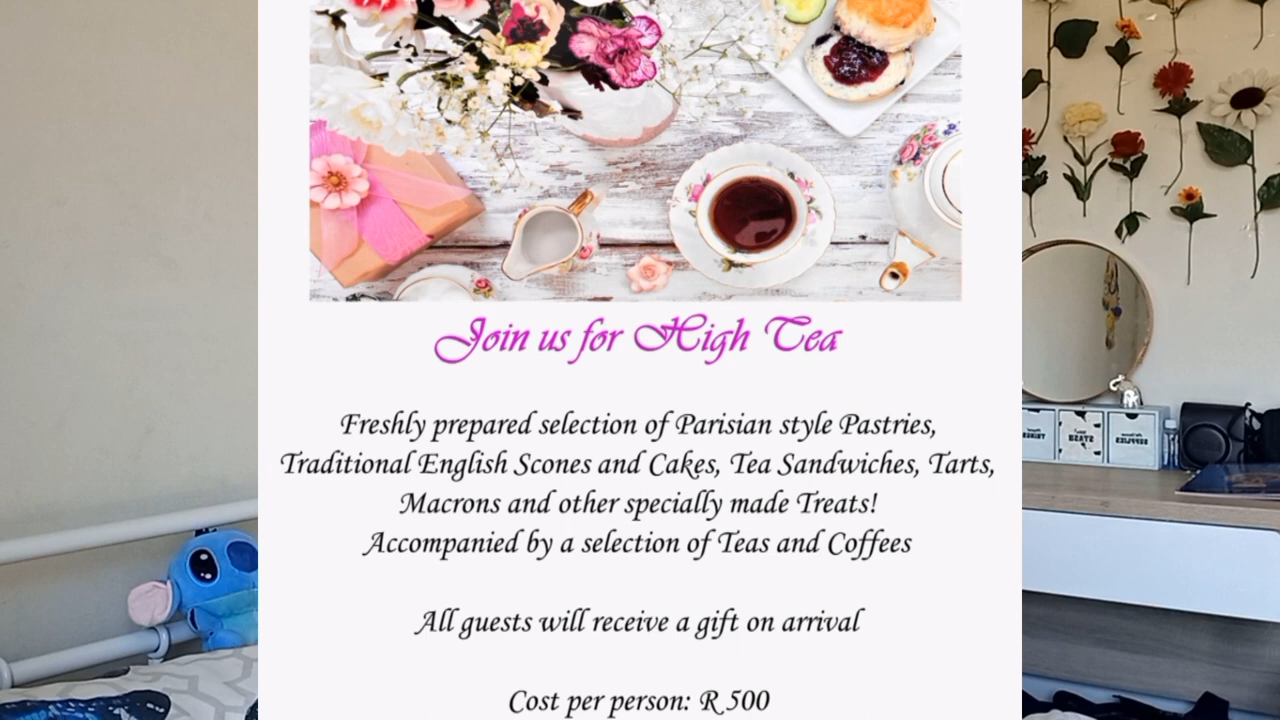 Join us for High Tea
Freshly prepared selection of Parisian style Pastries,
Traditional English Scones and Cakes, Tea Sandwiches, Tarts,
Macrons and other specially made Treats!
Accompanied by a selection of Teas and Coffees
All guests will receive a gift on arrival
Cost per person: R 500
STASH
SUPPLIES